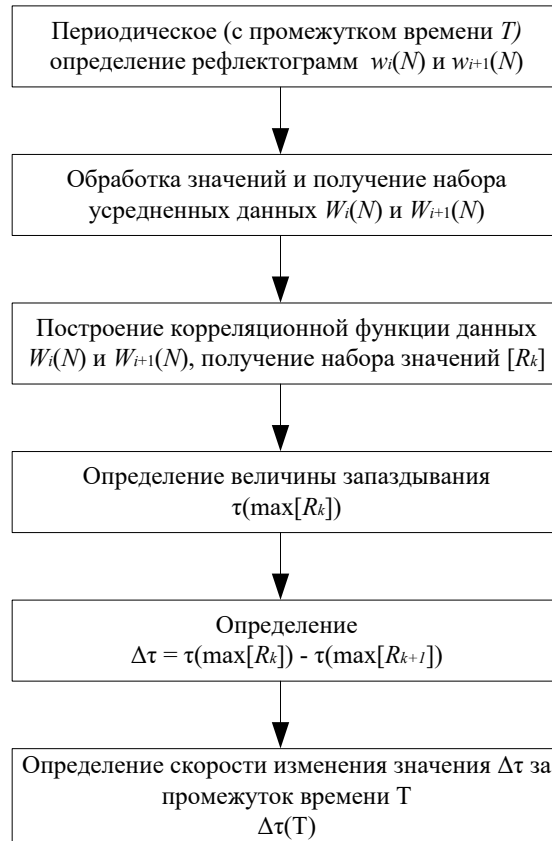 Периодическое (с промежутком времени T)
определение рефлектограмм wi(N) и wi+1(N)
Обработка значений и получение набора
усредненных данных Wi(N) и Wi+1(N)
Построение корреляционной функции данных
Wi(N) и Wi+1(N), получение набора значений [Rk]
Определение величины запаздывания
τ(max[Rk])
Определение
Δτ = τ(max[Rk]) - τ(max[Rk+1])
Определение скорости изменения значения Δτ за
промежуток времени T
Δτ(T)